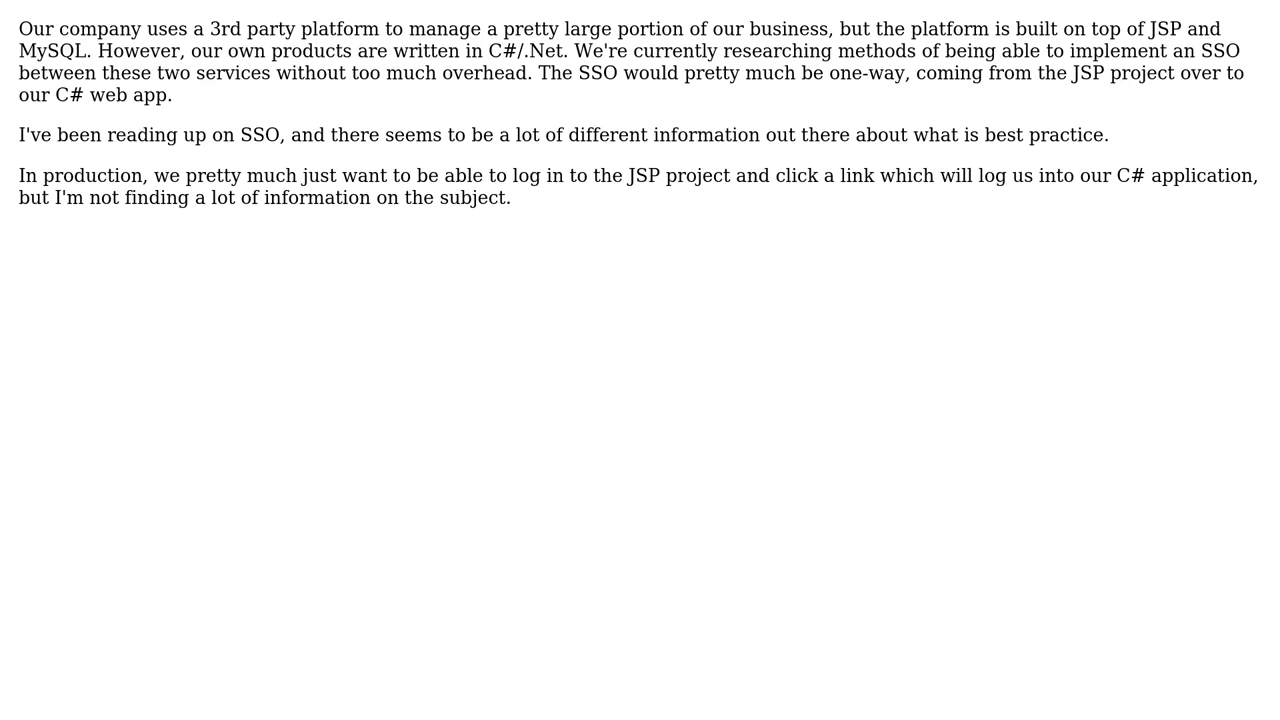 Our company uses a 3rd party platform to manage a pretty large portion of our business, but the platform is built on top of JSP and
MySQL. However, our own products are written in C#/.Net. We're currently researching methods of being able to implement an SSO
between these two services without too much overhead. The SSO would pretty much be one-way, coming from the JSP project over to
our C# web app.
I've been reading up on SSO, and there seems to be a lot of different information out there about what is best practice.
In production, we pretty much just want to be able to log in to the JSP project and click a link which will log us into our C# application,
but I'm not finding a lot of information on the subject.